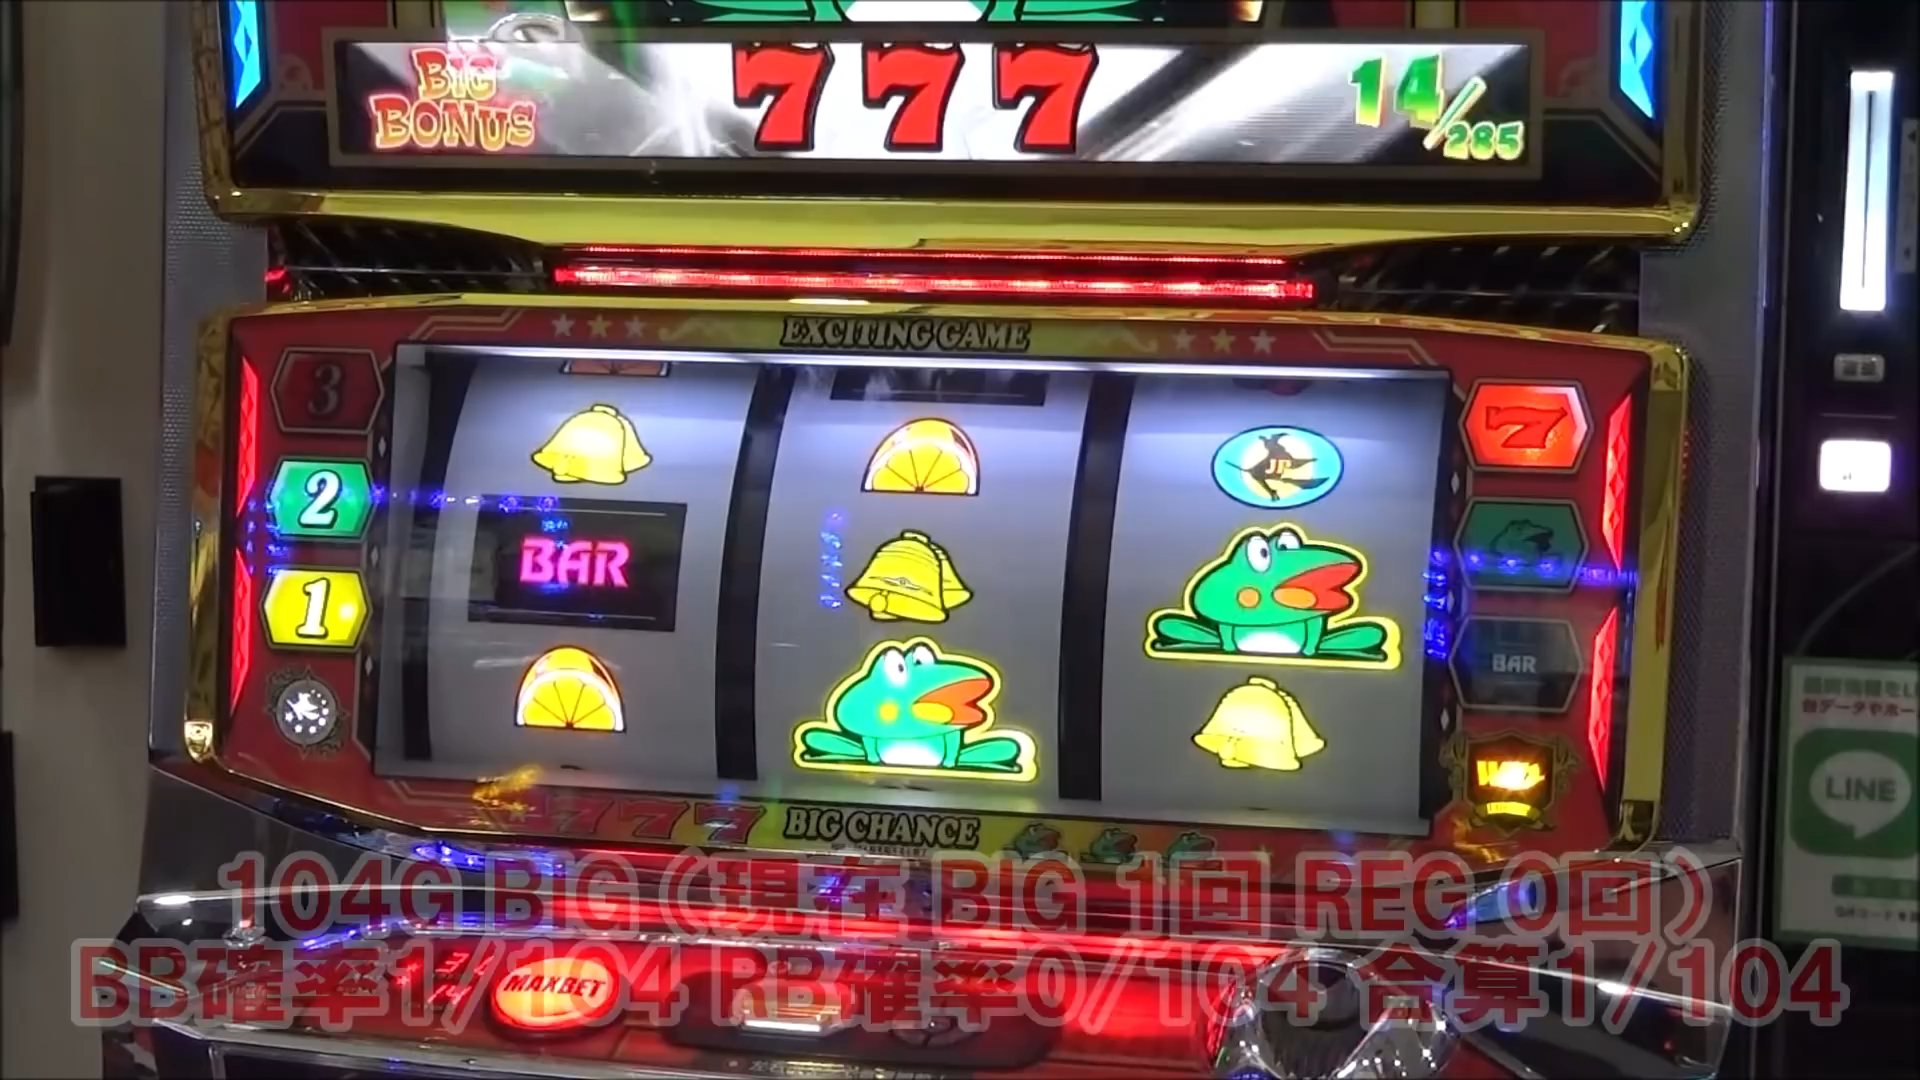 BIG BONUS
777
14/285
EXCITING GAME
3
2
1
BAR
JP
7
BAR
WILD
LINE
BIG CHANCE
777
104G BIG（現在 BIG 1回 REG 0回）
BB確率1/104 RB確率0/104 合算1/104
MAXBET